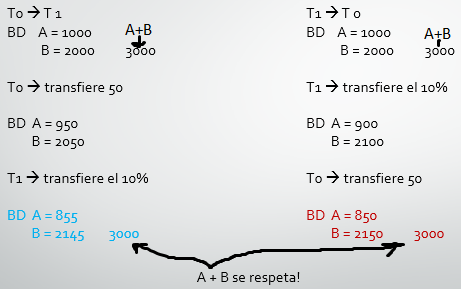 To → T 1
BD A = 1000 A+B
B = 2000 3000
To → transfiere 50
BD A = 950
B = 2050
T1 → transfiere el 10%
BD A = 855
B = 2145 3000
T1 → T 0
BD A = 1000 A+B
B = 2000 3000
T1 → transfiere el 10%
BD A = 900
B = 2100
To → transfiere 50
BD A = 850
B = 2150 3000
A + B se respeta!